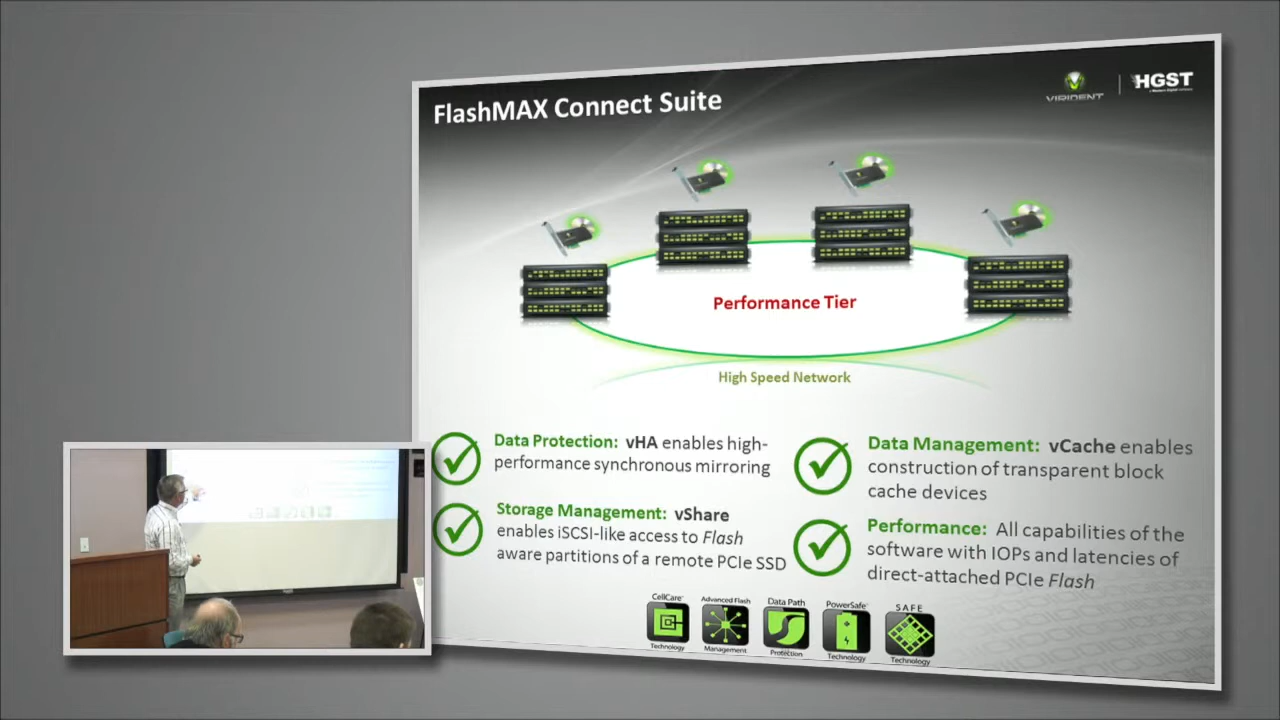 FlashMAX Connect Suite
VIRIDENT
HGST
Performance Tier
High Speed Network
Data Protection: vHA enables high-
performance synchronous mirroring
Storage Management: vShare
enables iSCSI-like access to Flash
aware partitions of a remote PCIe SSD
Data Management: vCache enables
construction of transparent block
cache devices
Performance: All capabilities of the
software with IOPs and latencies of
direct-attached PCIe Flash
CellCare™
Technology
Advanced Flash
Management
Data Path
Protection
PowerSafe™
Technology
SAFE
Technology